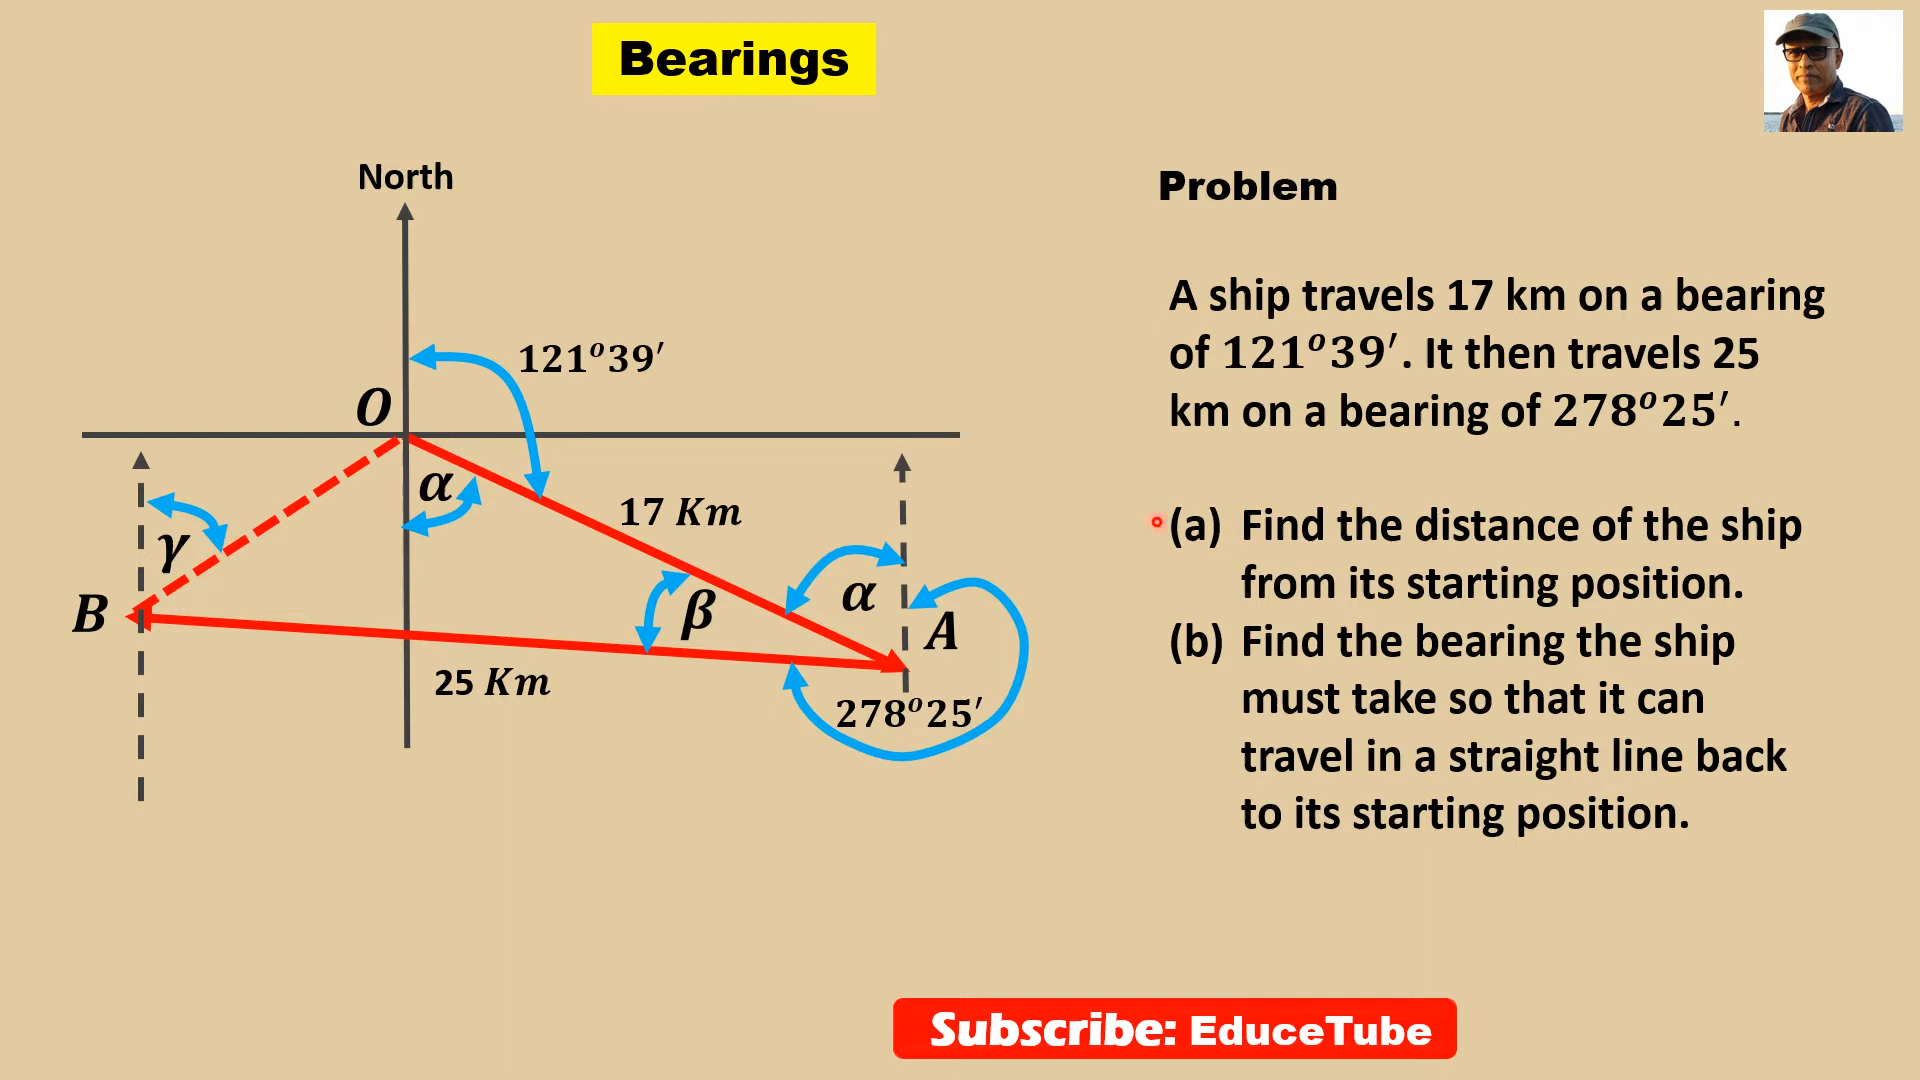 Bearings
North
Problem
A ship travels 17 km on a bearing
of 121°39′. It then travels 25
km on a bearing of 278°25′.
(a) Find the distance of the ship
from its starting position.
(b) Find the bearing the ship
must take so that it can
travel in a straight line back
to its starting position.
121°39′
O
α
17 Km
γ
B
β
α
A
25 Km
278°25′
Subscribe: EduceTube